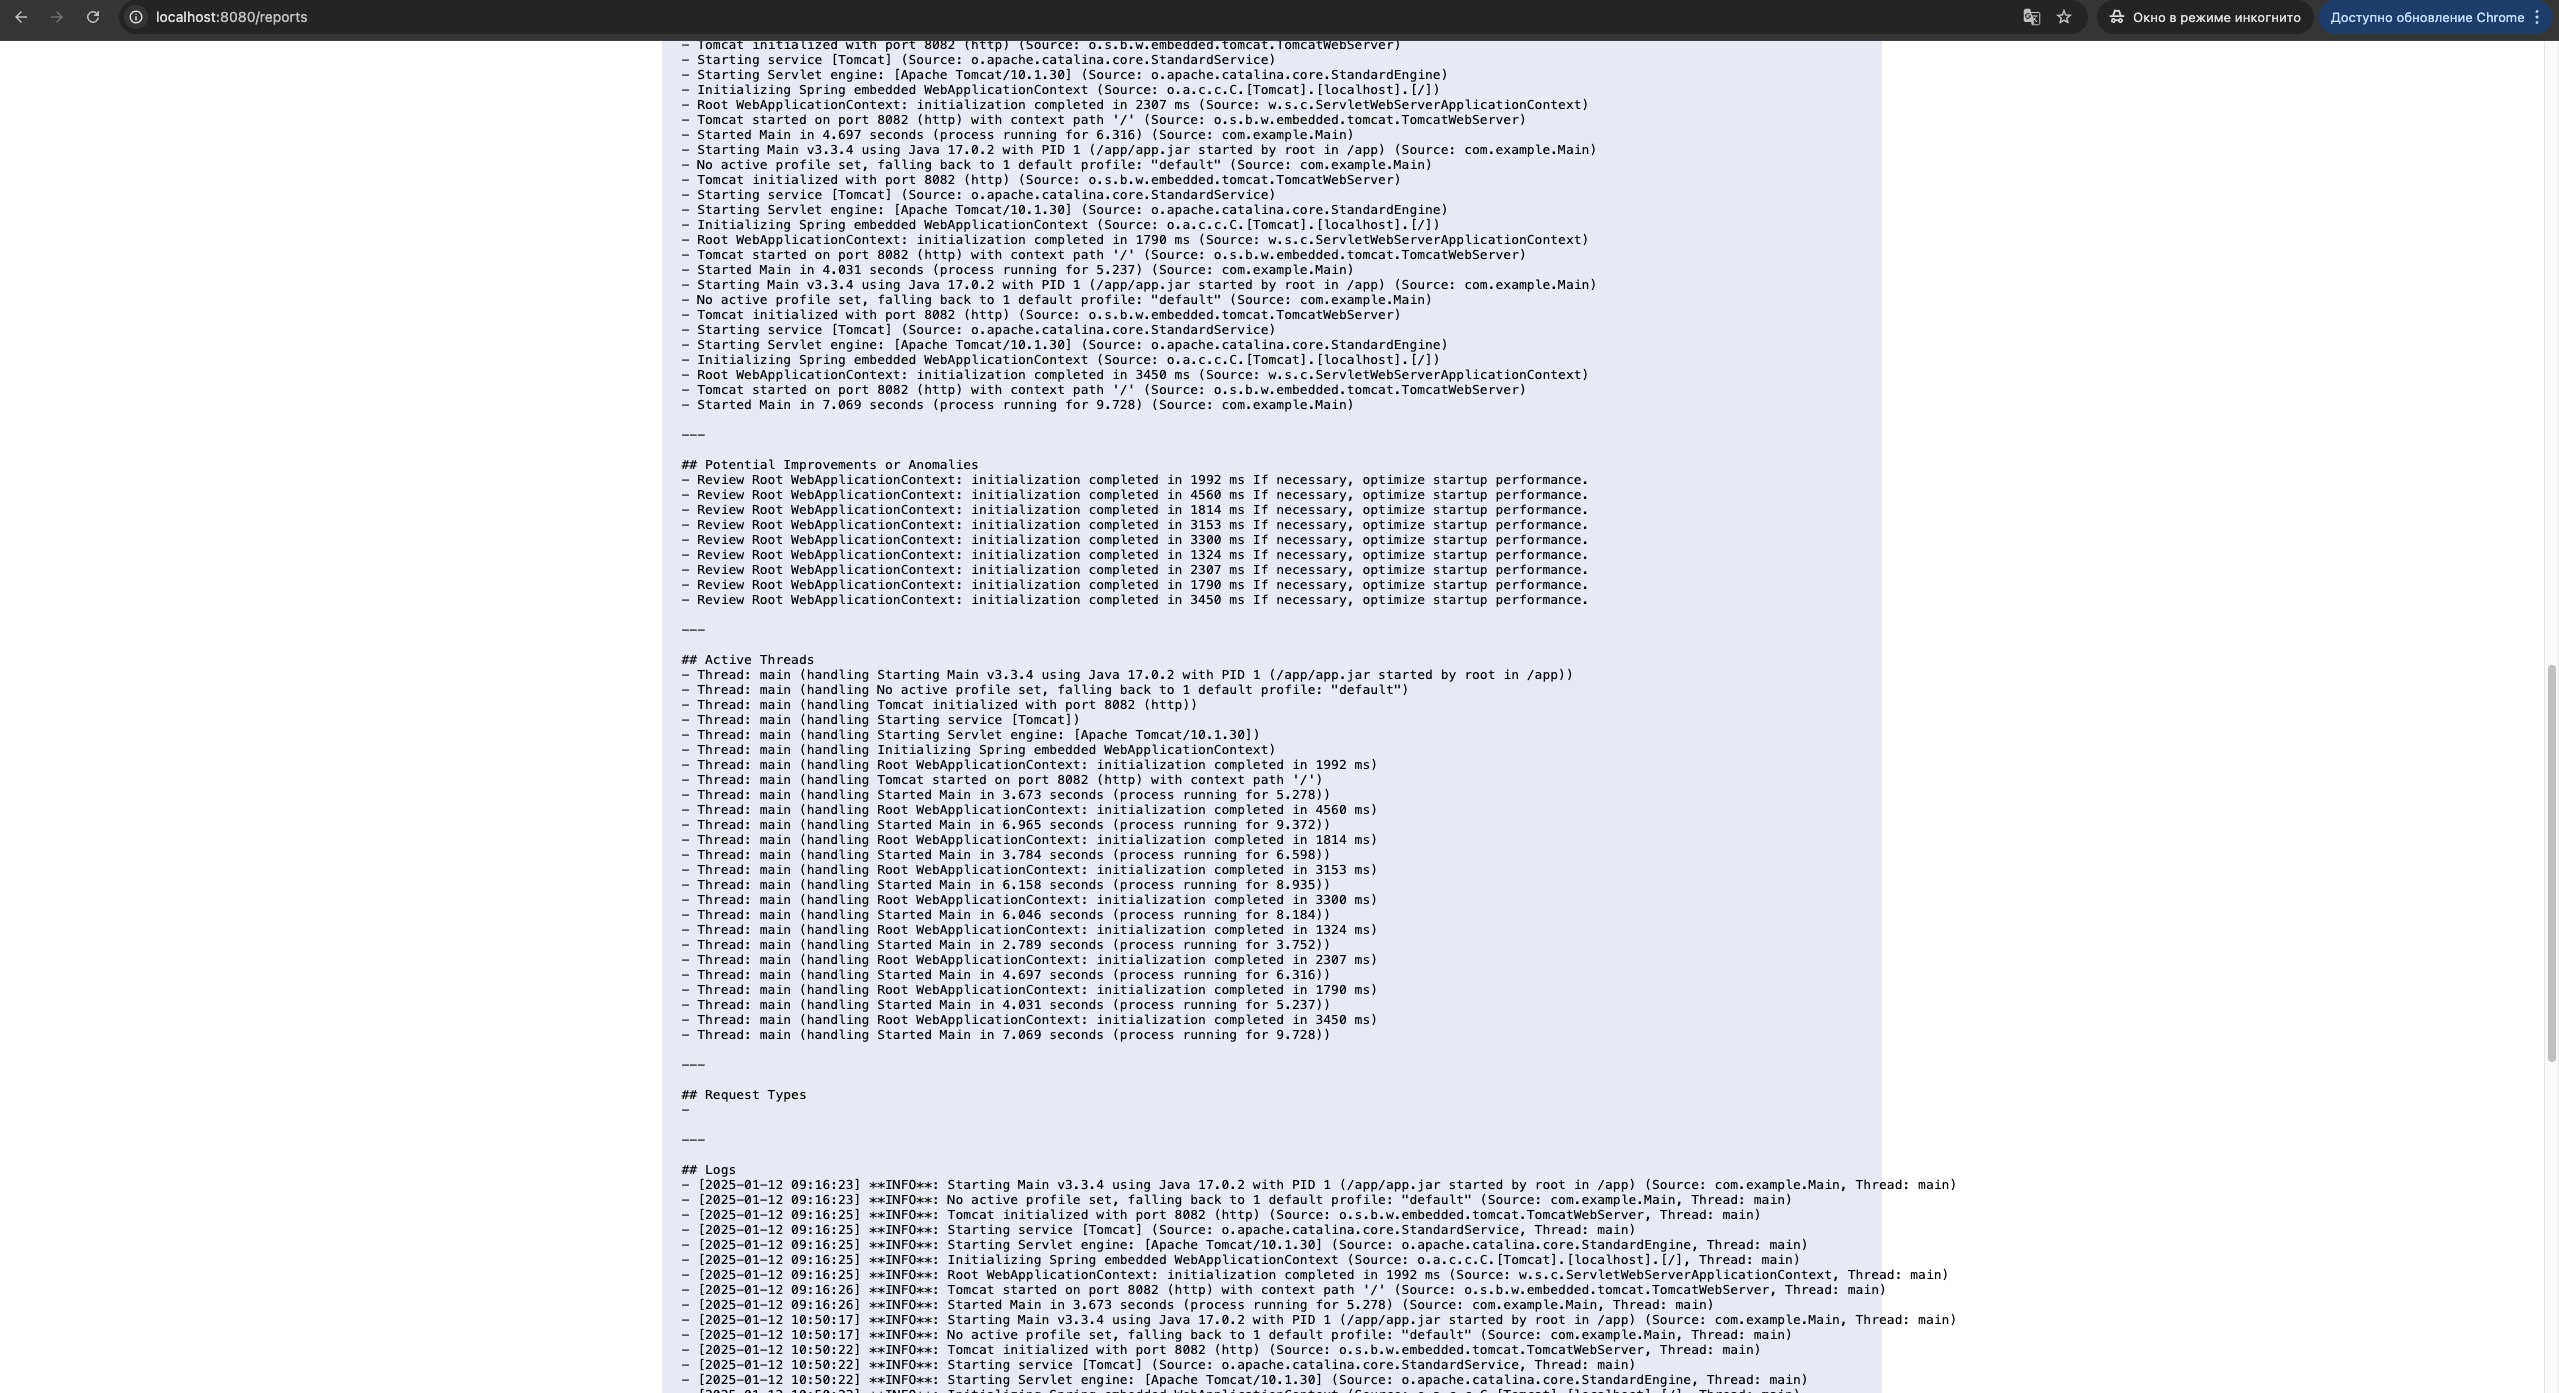 localhost:8080/reports
Окно в режиме инкогнито
Доступно обновление Chrome
- Tomcat initialized with port 8082 (http) (Source: o.s.b.w.embedded.tomcat.TomcatWebServer)
- Starting service [Tomcat] (Source: o.apache.catalina.core.StandardService)
- Starting Servlet engine: [Apache Tomcat/10.1.30] (Source: o.apache.catalina.core.StandardEngine)
- Initializing Spring embedded WebApplicationContext (Source: o.a.c.c.C.[Tomcat].[localhost].[/])
- Root WebApplicationContext: initialization completed in 2307 ms (Source: w.s.c.ServletWebServerApplicationContext)
- Tomcat started on port 8082 (http) with context path '/' (Source: o.s.b.w.embedded.tomcat.TomcatWebServer)
- Started Main in 4.697 seconds (process running for 6.316) (Source: com.example.Main)
- Starting Main v3.3.4 using Java 17.0.2 with PID 1 (/app/app.jar started by root in /app) (Source: com.example.Main)
- No active profile set, falling back to 1 default profile: "default" (Source: com.example.Main)
- Tomcat initialized with port 8082 (http) (Source: o.s.b.w.embedded.tomcat.TomcatWebServer)
- Starting service [Tomcat] (Source: o.apache.catalina.core.StandardService)
- Starting Servlet engine: [Apache Tomcat/10.1.30] (Source: o.apache.catalina.core.StandardEngine)
- Initializing Spring embedded WebApplicationContext (Source: o.a.c.c.C.[Tomcat].[localhost].[/])
- Root WebApplicationContext: initialization completed in 1790 ms (Source: w.s.c.ServletWebServerApplicationContext)
- Tomcat started on port 8082 (http) with context path '/' (Source: o.s.b.w.embedded.tomcat.TomcatWebServer)
- Started Main in 4.031 seconds (process running for 5.237) (Source: com.example.Main)
- Starting Main v3.3.4 using Java 17.0.2 with PID 1 (/app/app.jar started by root in /app) (Source: com.example.Main)
- No active profile set, falling back to 1 default profile: "default" (Source: com.example.Main)
- Tomcat initialized with port 8082 (http) (Source: o.s.b.w.embedded.tomcat.TomcatWebServer)
- Starting service [Tomcat] (Source: o.apache.catalina.core.StandardService)
- Starting Servlet engine: [Apache Tomcat/10.1.30] (Source: o.apache.catalina.core.StandardEngine)
- Initializing Spring embedded WebApplicationContext (Source: o.a.c.c.C.[Tomcat].[localhost].[/])
- Root WebApplicationContext: initialization completed in 3450 ms (Source: w.s.c.ServletWebServerApplicationContext)
- Tomcat started on port 8082 (http) with context path '/' (Source: o.s.b.w.embedded.tomcat.TomcatWebServer)
- Started Main in 7.069 seconds (process running for 9.728) (Source: com.example.Main)
---
## Potential Improvements or Anomalies
- Review Root WebApplicationContext: initialization completed in 1992 ms If necessary, optimize startup performance.
- Review Root WebApplicationContext: initialization completed in 4560 ms If necessary, optimize startup performance.
- Review Root WebApplicationContext: initialization completed in 1814 ms If necessary, optimize startup performance.
- Review Root WebApplicationContext: initialization completed in 3153 ms If necessary, optimize startup performance.
- Review Root WebApplicationContext: initialization completed in 3300 ms If necessary, optimize startup performance.
- Review Root WebApplicationContext: initialization completed in 1324 ms If necessary, optimize startup performance.
- Review Root WebApplicationContext: initialization completed in 2307 ms If necessary, optimize startup performance.
- Review Root WebApplicationContext: initialization completed in 1790 ms If necessary, optimize startup performance.
- Review Root WebApplicationContext: initialization completed in 3450 ms If necessary, optimize startup performance.
---
## Active Threads
- Thread: main (handling Starting Main v3.3.4 using Java 17.0.2 with PID 1 (/app/app.jar started by root in /app))
- Thread: main (handling No active profile set, falling back to 1 default profile: "default")
- Thread: main (handling Tomcat initialized with port 8082 (http))
- Thread: main (handling Starting service [Tomcat])
- Thread: main (handling Starting Servlet engine: [Apache Tomcat/10.1.30])
- Thread: main (handling Initializing Spring embedded WebApplicationContext)
- Thread: main (handling Root WebApplicationContext: initialization completed in 1992 ms)
- Thread: main (handling Tomcat started on port 8082 (http) with context path '/')
- Thread: main (handling Started Main in 3.673 seconds (process running for 5.278))
- Thread: main (handling Root WebApplicationContext: initialization completed in 4560 ms)
- Thread: main (handling Started Main in 6.965 seconds (process running for 9.372))
- Thread: main (handling Root WebApplicationContext: initialization completed in 1814 ms)
- Thread: main (handling Started Main in 3.784 seconds (process running for 6.598))
- Thread: main (handling Root WebApplicationContext: initialization completed in 3153 ms)
- Thread: main (handling Started Main in 6.158 seconds (process running for 8.935))
- Thread: main (handling Root WebApplicationContext: initialization completed in 3300 ms)
- Thread: main (handling Started Main in 6.046 seconds (process running for 8.184))
- Thread: main (handling Root WebApplicationContext: initialization completed in 1324 ms)
- Thread: main (handling Started Main in 2.789 seconds (process running for 3.752))
- Thread: main (handling Root WebApplicationContext: initialization completed in 2307 ms)
- Thread: main (handling Started Main in 4.697 seconds (process running for 6.316))
- Thread: main (handling Root WebApplicationContext: initialization completed in 1790 ms)
- Thread: main (handling Started Main in 4.031 seconds (process running for 5.237))
- Thread: main (handling Root WebApplicationContext: initialization completed in 3450 ms)
- Thread: main (handling Started Main in 7.069 seconds (process running for 9.728))
---
## Request Types
-
---
## Logs
- [2025-01-12 09:16:23] **INFO**: Starting Main v3.3.4 using Java 17.0.2 with PID 1 (/app/app.jar started by root in /app) (Source: com.example.Main, Thread: main)
- [2025-01-12 09:16:23] **INFO**: No active profile set, falling back to 1 default profile: "default" (Source: com.example.Main, Thread: main)
- [2025-01-12 09:16:25] **INFO**: Tomcat initialized with port 8082 (http) (Source: o.s.b.w.embedded.tomcat.TomcatWebServer, Thread: main)
- [2025-01-12 09:16:25] **INFO**: Starting service [Tomcat] (Source: o.apache.catalina.core.StandardService, Thread: main)
- [2025-01-12 09:16:25] **INFO**: Starting Servlet engine: [Apache Tomcat/10.1.30] (Source: o.apache.catalina.core.StandardEngine, Thread: main)
- [2025-01-12 09:16:25] **INFO**: Initializing Spring embedded WebApplicationContext (Source: o.a.c.c.C.[Tomcat].[localhost].[/], Thread: main)
- [2025-01-12 09:16:25] **INFO**: Root WebApplicationContext: initialization completed in 1992 ms (Source: w.s.c.ServletWebServerApplicationContext, Thread: main)
- [2025-01-12 09:16:26] **INFO**: Tomcat started on port 8082 (http) with context path '/' (Source: o.s.b.w.embedded.tomcat.TomcatWebServer, Thread: main)
- [2025-01-12 09:16:26] **INFO**: Started Main in 3.673 seconds (process running for 5.278) (Source: com.example.Main, Thread: main)
- [2025-01-12 10:50:17] **INFO**: Starting Main v3.3.4 using Java 17.0.2 with PID 1 (/app/app.jar started by root in /app) (Source: com.example.Main, Thread: main)
- [2025-01-12 10:50:17] **INFO**: No active profile set, falling back to 1 default profile: "default" (Source: com.example.Main, Thread: main)
- [2025-01-12 10:50:22] **INFO**: Tomcat initialized with port 8082 (http) (Source: o.s.b.w.embedded.tomcat.TomcatWebServer, Thread: main)
- [2025-01-12 10:50:22] **INFO**: Starting service [Tomcat] (Source: o.apache.catalina.core.StandardService, Thread: main)
- [2025-01-12 10:50:22] **INFO**: Starting Servlet engine: [Apache Tomcat/10.1.30] (Source: o.apache.catalina.core.StandardEngine, Thread: main)